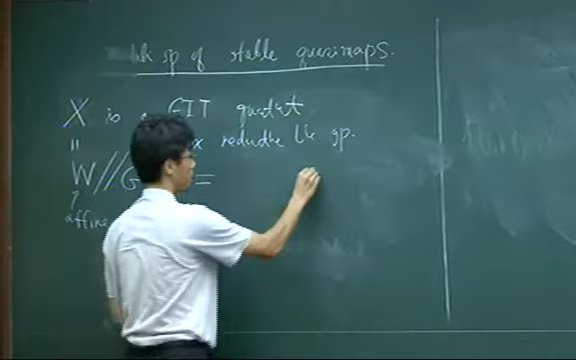 sp of stable quasimaps.
X is GIT quotient
" x reductive Lie gp.
W//G =
↑
affine